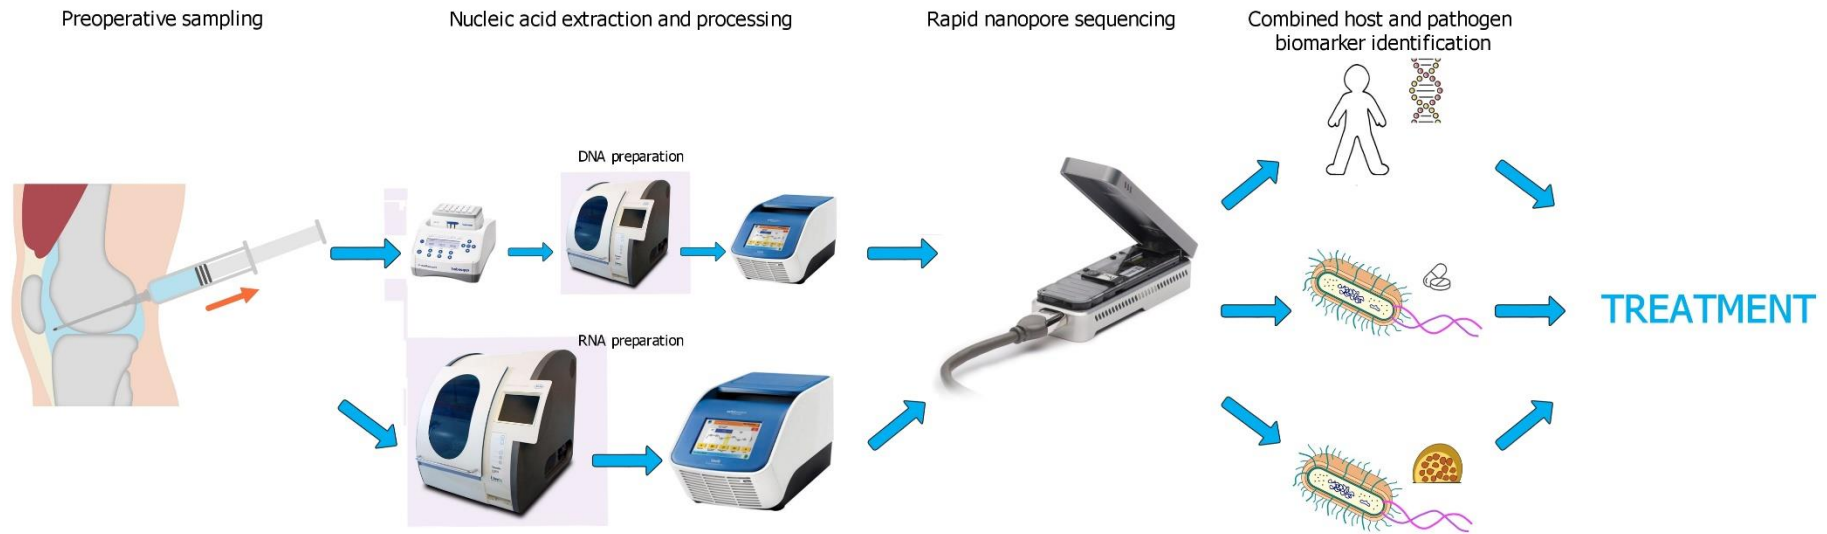 Preoperative sampling
Nucleic acid extraction and processing
Rapid nanopore sequencing
Combined host and pathogen
biomarker identification
DNA preparation
RNA preparation
TREATMENT